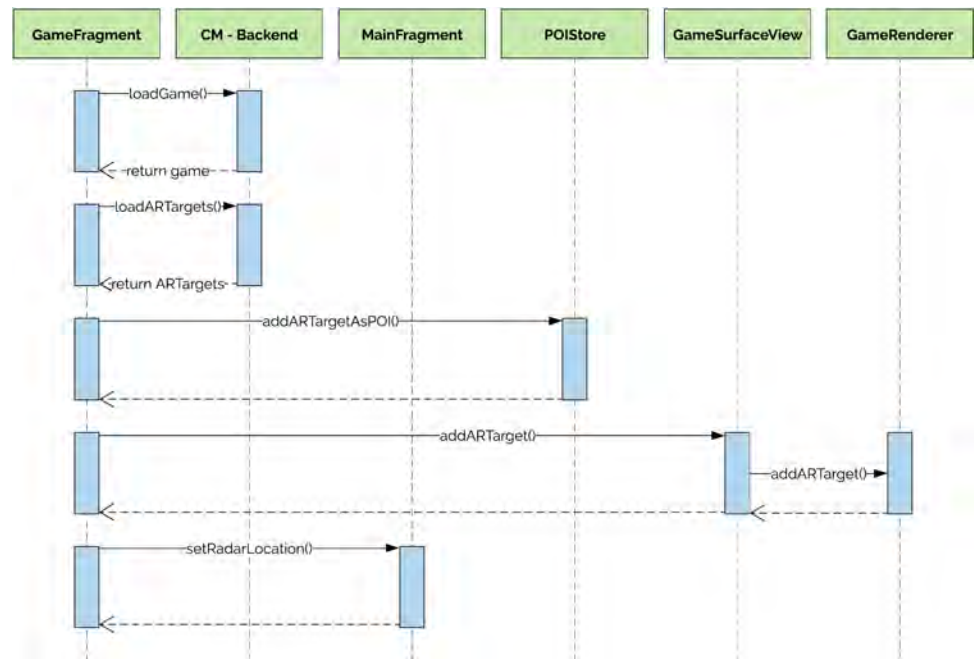 GameFragment
CM - Backend
MainFragment
POIStore
GameSurfaceView
GameRenderer
loadGame()
return game
loadARTargets()
return ARTargets
addARTargetAsPOI()
addARTarget()
addARTarget()
setRadarLocation()